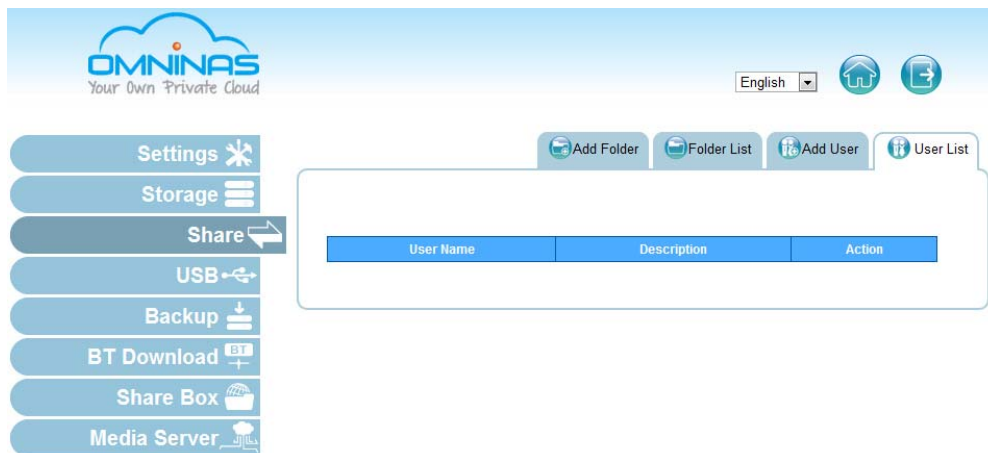 OMNINAS
Your Own Private Cloud
English
Settings
Add Folder
Folder List
Add User
User List
Storage
Share
User Name
Description
Action
USB
Backup
BT Download
BT
Share Box
Media Server